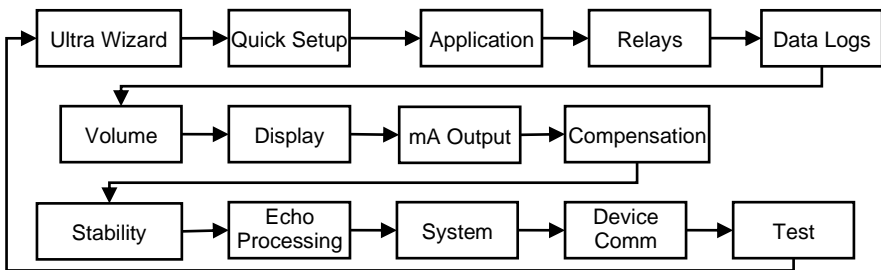 Ultra Wizard
Quick Setup
Application
Relays
Data Logs
Volume
Display
mA Output
Compensation
Stability
Echo
Processing
System
Device
Comm
Test